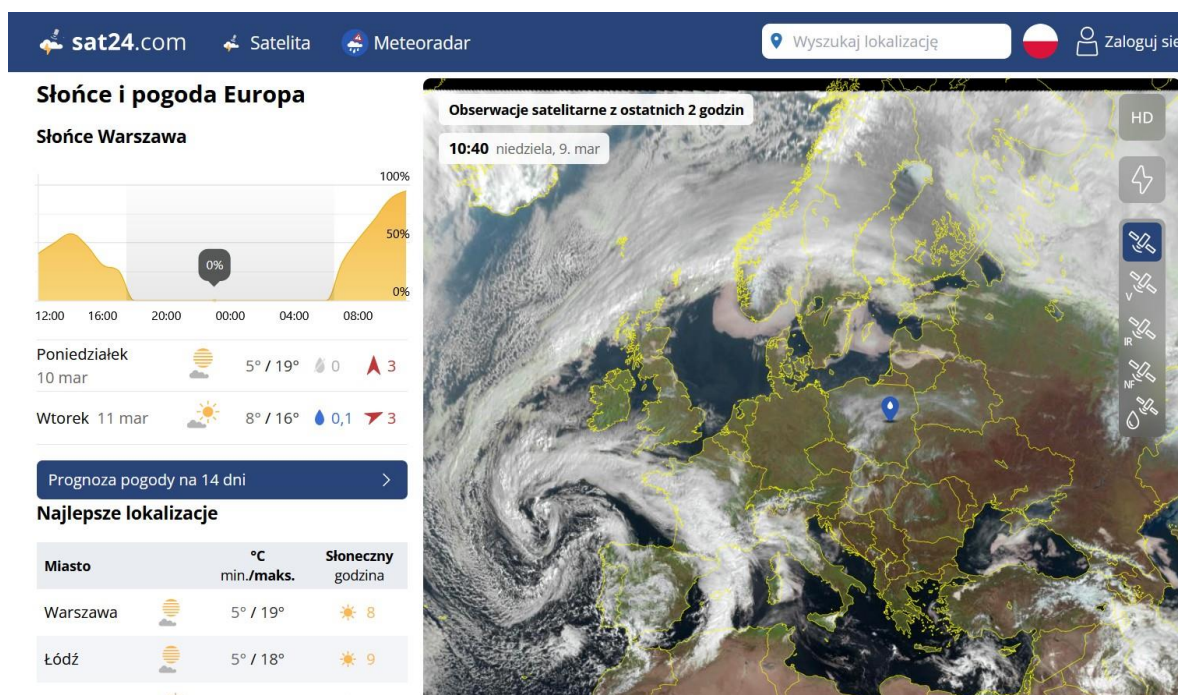 sat24.com
Satelita
Meteoradar
Wyszukaj lokalizację
Zaloguj się
Słońce i pogoda Europa
Słońce Warszawa
100%
50%
0%
0%
12:00 16:00 20:00 00:00 04:00 08:00
Poniedziałek
10 mar
5° / 19° 0 3
Wtorek 11 mar 8° / 16° 0,1 3
Prognoza pogody na 14 dni
Najlepsze lokalizacje
Miasto
°C
min./maks.
Słoneczny
godzina
Warszawa 5° / 19° 8
Łódź 5° / 18° 9
Obserwacje satelitarne z ostatnich 2 godzin
10:40 niedziela, 9. mar
HD
V
IR
NF